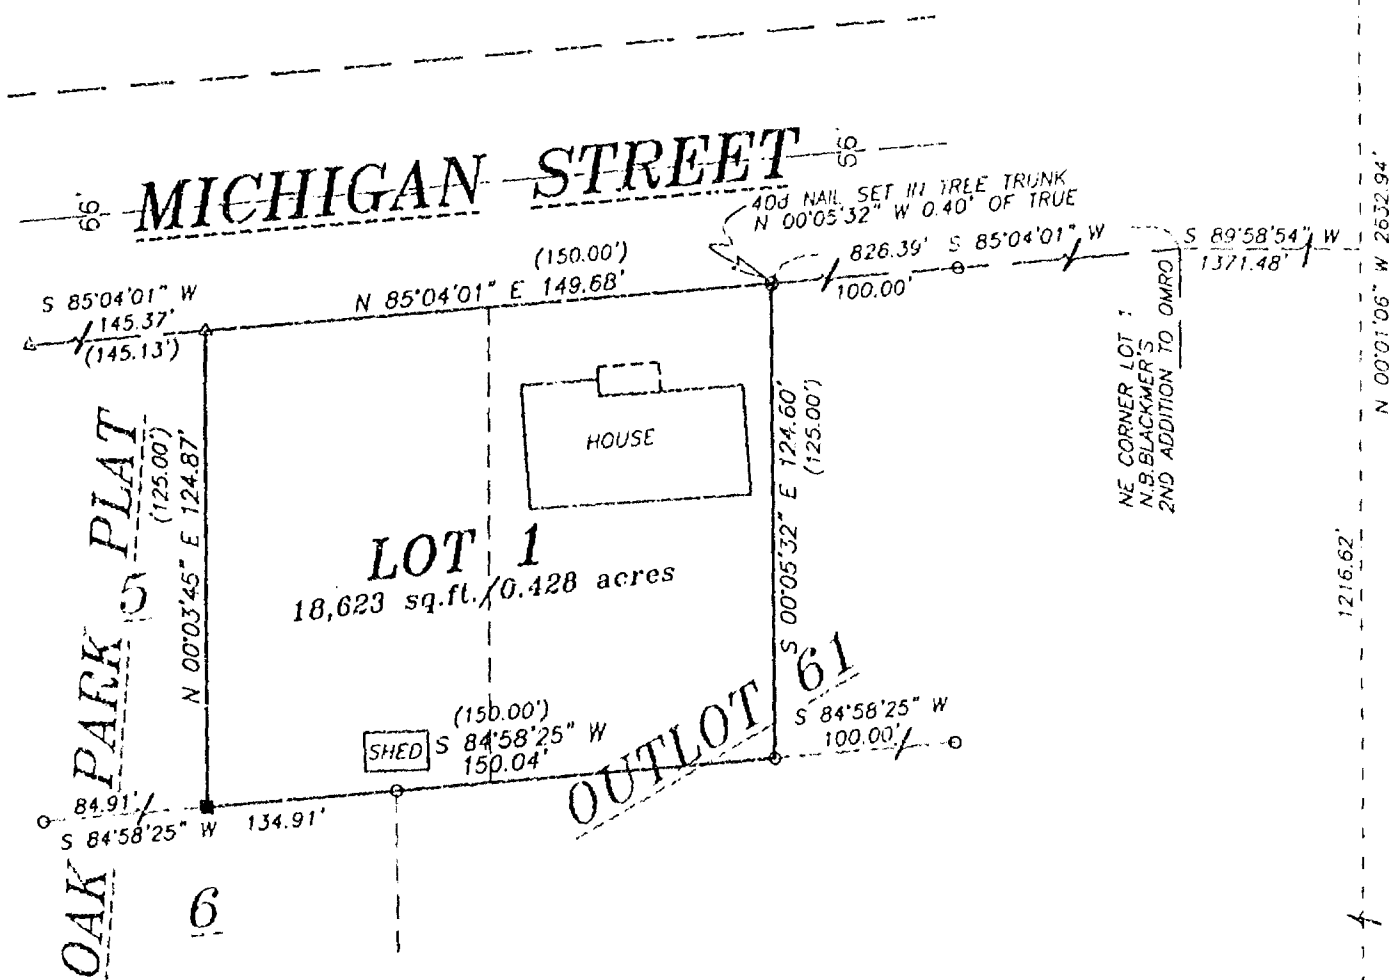 MICHIGAN STREET
66'
66'
40d NAIL SET IN TREE TRUNK
N 00°05'32" W 0.40' OF TRUE
S 85°04'01" W
145.37'
(145.13')
(150.00')
N 85°04'01" E 149.68'
826.39' S 85°04'01" W
100.00'
S 89°58'54" W
1371.48'
N 00°01'06" W 2632.94'
1216.62'
NE CORNER LOT 1
N.B.BLACKMER'S
2ND ADDITION TO OMRO
HOUSE
S 00°05'32" E 124.60'
(125.00')
(125.00')
N 00°03'45" E 124.87'
LOT 1
18,623 sq.ft./0.428 acres
OAK PARK PLAT
5
OUTLOT 61
SHED
(150.00')
S 84°58'25" W
150.04'
S 84°58'25" W
100.00'
84.91'
S 84°58'25" W 134.91'
6